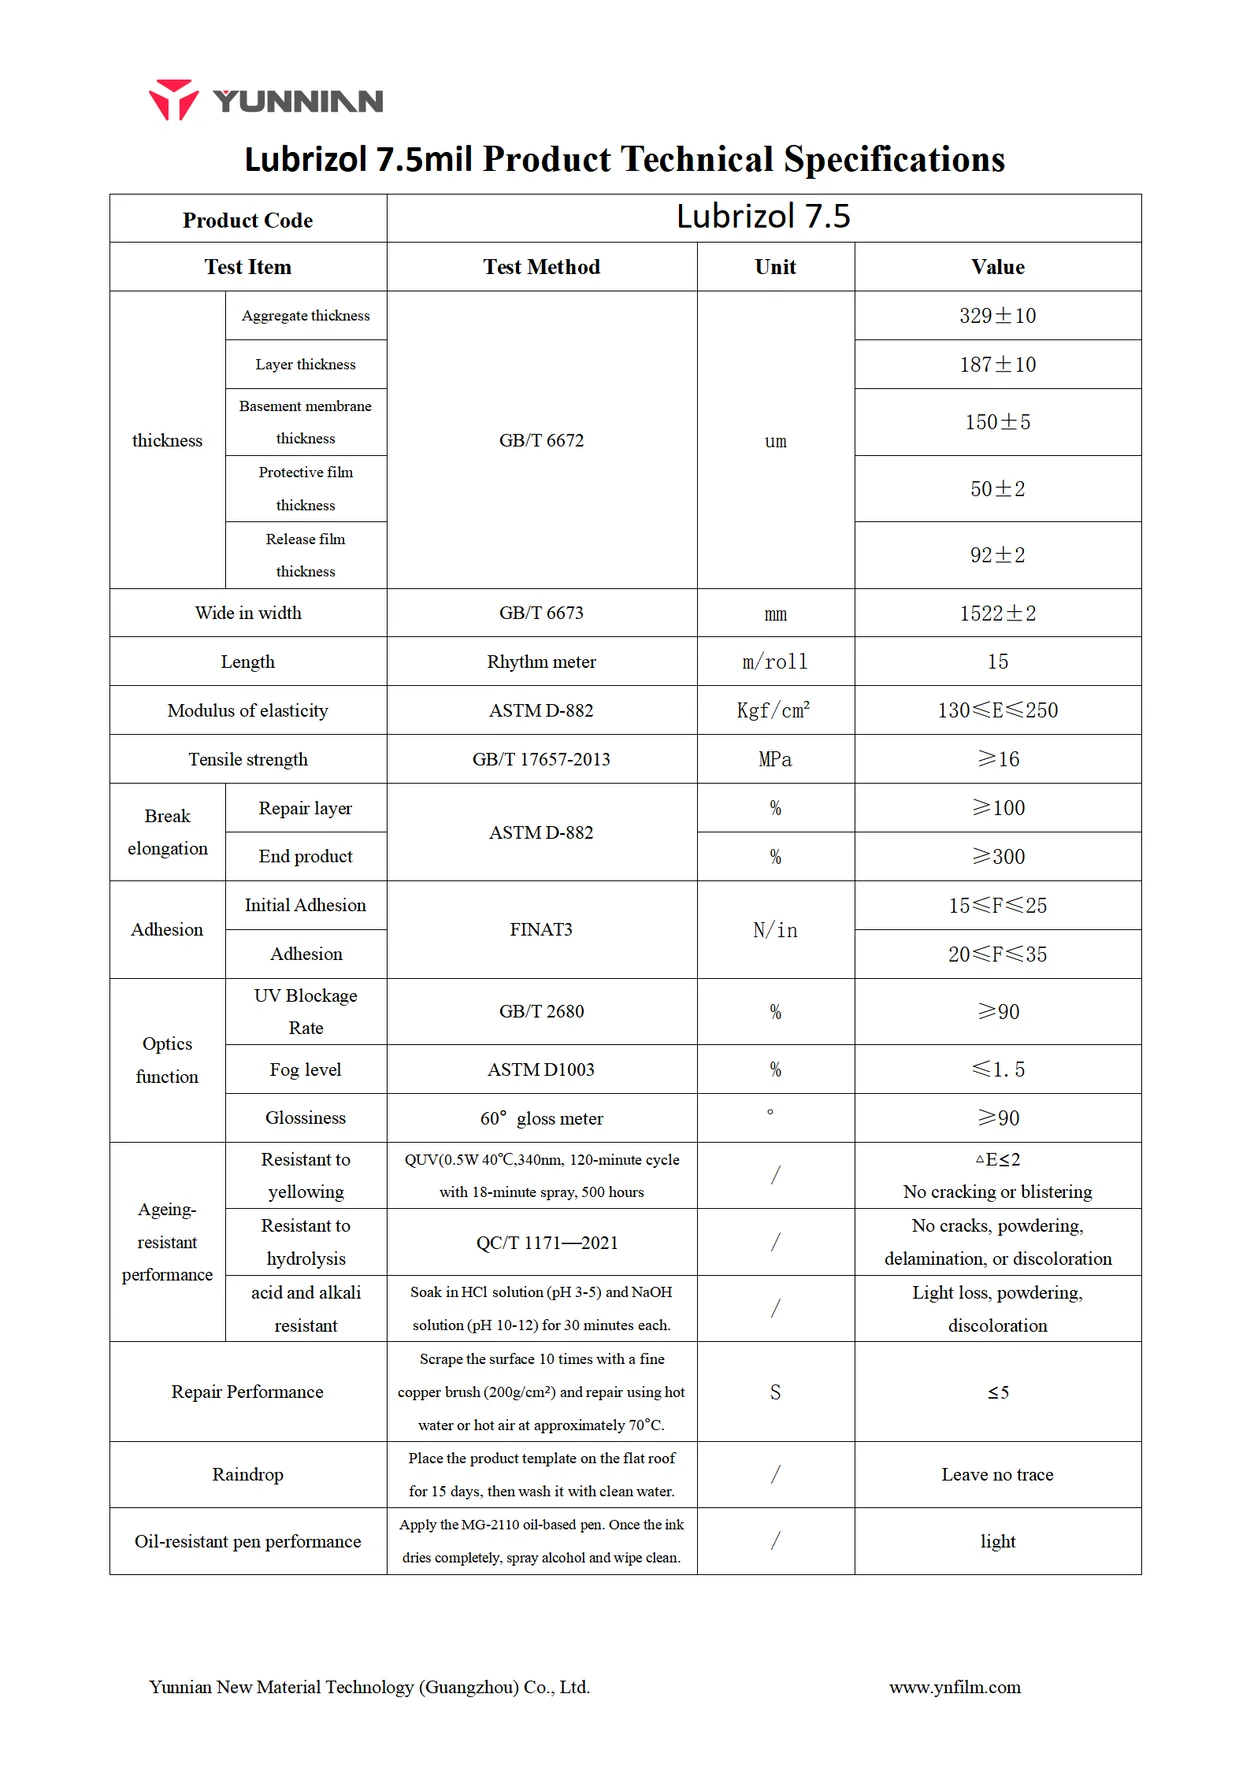 YUNNIAN
Lubrizol 7.5mil Product Technical Specifications
Product Code Lubrizol 7.5
Test Item Test Method Unit Value
thickness GB/T 6672 um
Aggregate thickness 329±10
Layer thickness 187±10
Basement membrane
thickness 150±5
Protective film
thickness 50±2
Release film
thickness 92±2
Wide in width GB/T 6673 mm 1522±2
Length Rhythm meter m/roll 15
Modulus of elasticity ASTM D-882 Kgf/cm² 130≤E≤250
Tensile strength GB/T 17657-2013 MPa ≥16
Break
elongation ASTM D-882
Repair layer % ≥100
End product % ≥300
Adhesion FINAT3 N/in
Initial Adhesion 15≤F≤25
Adhesion 20≤F≤35
Optics
function
UV Blockage
Rate GB/T 2680 % ≥90
Fog level ASTM D1003 % ≤1.5
Glossiness 60° gloss meter ° ≥90
Ageing-
resistant
performance
Resistant to
yellowing
QUV(0.5W 40℃,340nm, 120-minute cycle
with 18-minute spray, 500 hours
/
△E≤2
No cracking or blistering
Resistant to
hydrolysis
QC/T 1171—2021
/
No cracks, powdering,
delamination, or discoloration
acid and alkali
resistant
Soak in HCl solution (pH 3-5) and NaOH
solution (pH 10-12) for 30 minutes each.
/
Light loss, powdering,
discoloration
Repair Performance
Scrape the surface 10 times with a fine
copper brush (200g/cm²) and repair using hot
water or hot air at approximately 70°C.
S
≤5
Raindrop
Place the product template on the flat roof
for 15 days, then wash it with clean water.
/
Leave no trace
Oil-resistant pen performance
Apply the MG-2110 oil-based pen. Once the ink
dries completely, spray alcohol and wipe clean.
/
light
Yunnian New Material Technology (Guangzhou) Co., Ltd. www.ynfilm.com